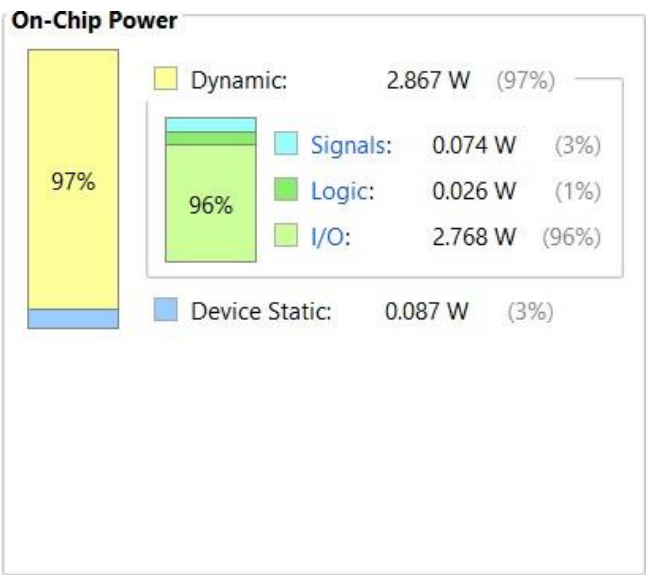 On-Chip Power
Dynamic: 2.867 W (97%)
Signals: 0.074 W (3%)
97%
Logic: 0.026 W (1%)
96%
I/O: 2.768 W (96%)
Device Static: 0.087 W (3%)